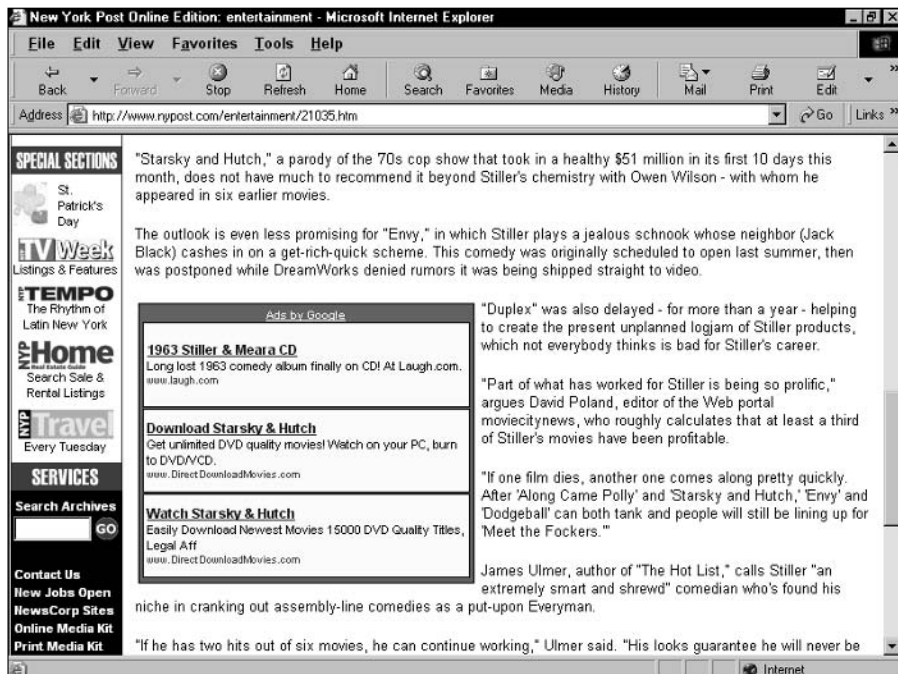 New York Post Online Edition: entertainment - Microsoft Internet Explorer
File Edit View Favorites Tools Help
Back Forward Stop Refresh Home Search Favorites Media History Mail Print Edit
Address http://www.nypost.com/entertainment/21035.htm Go Links
SPECIAL SECTIONS
St.
Patrick's
Day
TV Week
Listings & Features
NYP TEMPO
The Rhythm of
Latin New York
NYP Home
Real Estate Guide
Search Sale &
Rental Listings
NYP Travel
Every Tuesday
SERVICES
Search Archives
GO
Contact Us
New Jobs Open
NewsCorp Sites
Online Media Kit
Print Media Kit
"Starsky and Hutch," a parody of the 70s cop show that took in a healthy $51 million in its first 10 days this
month, does not have much to recommend it beyond Stiller's chemistry with Owen Wilson - with whom he
appeared in six earlier movies.
The outlook is even less promising for "Envy," in which Stiller plays a jealous schnook whose neighbor (Jack
Black) cashes in on a get-rich-quick scheme. This comedy was originally scheduled to open last summer, then
was postponed while DreamWorks denied rumors it was being shipped straight to video.
Ads by Google
1963 Stiller & Meara CD
Long lost 1963 comedy album finally on CD! At Laugh.com.
www.laugh.com
Download Starsky & Hutch
Get unlimited DVD quality movies! Watch on your PC, burn
to DVD/VCD.
www.DirectDownloadMovies.com
Watch Starsky & Hutch
Easily Download Newest Movies 15000 DVD Quality Titles,
Legal Aff
www.DirectDownloadMovies.com
"Duplex" was also delayed - for more than a year - helping
to create the present unplanned logjam of Stiller products,
which not everybody thinks is bad for Stiller's career.
"Part of what has worked for Stiller is being so prolific,"
argues David Poland, editor of the Web portal
moviecitynews, who roughly calculates that at least a third
of Stiller's movies have been profitable.
"If one film dies, another one comes along pretty quickly.
After 'Along Came Polly' and 'Starsky and Hutch,' 'Envy' and
'Dodgeball' can both tank and people will still be lining up for
'Meet the Fockers.'"
James Ulmer, author of "The Hot List," calls Stiller "an
extremely smart and shrewd" comedian who's found his
niche in cranking out assembly-line comedies as a put-upon Everyman.
"If he has two hits out of six movies, he can continue working," Ulmer said. "His looks guarantee he will never be
Internet